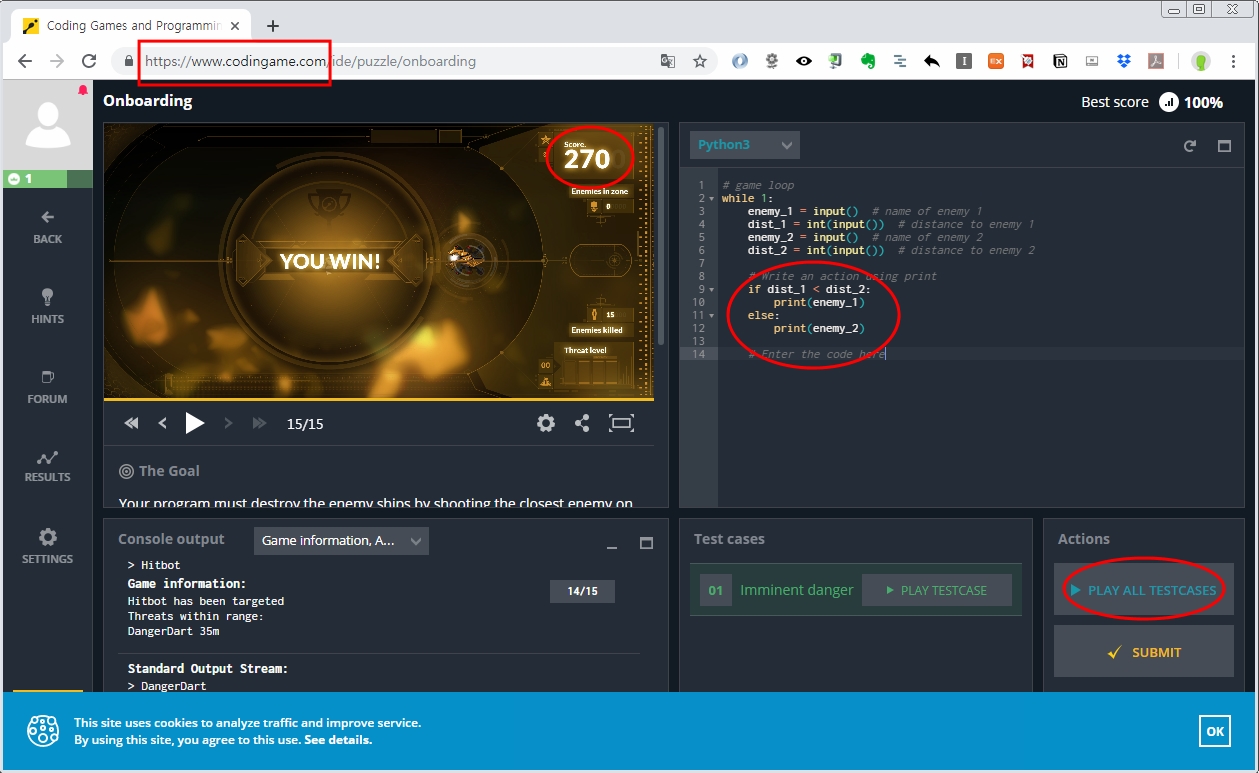 Coding Games and Programmin
https://www.codingame.com/ide/puzzle/onboarding
1
BACK
HINTS
FORUM
RESULTS
SETTINGS
Onboarding
Best score 100%
Score
270
Enemies in zone
0
YOU WIN!
15
Enemies killed
Threat level
00
15/15
The Goal
Your program must destroy the enemy ships by shooting the closest enemy on
Python3
1 # game loop
2 while 1:
3 enemy_1 = input() # name of enemy 1
4 dist_1 = int(input()) # distance to enemy 1
5 enemy_2 = input() # name of enemy 2
6 dist_2 = int(input()) # distance to enemy 2
7
8 # Write an action using print
9 if dist_1 < dist_2:
10 print(enemy_1)
11 else:
12 print(enemy_2)
13
14 # Enter the code here
Console output
Game information, A...
> Hitbot
Game information:
14/15
Hitbot has been targeted
Threats within range:
DangerDart 35m
Standard Output Stream:
> DangerDart
Test cases
01 Imminent danger
PLAY TESTCASE
Actions
PLAY ALL TESTCASES
SUBMIT
This site uses cookies to analyze traffic and improve service.
By using this site, you agree to this use. See details.
OK